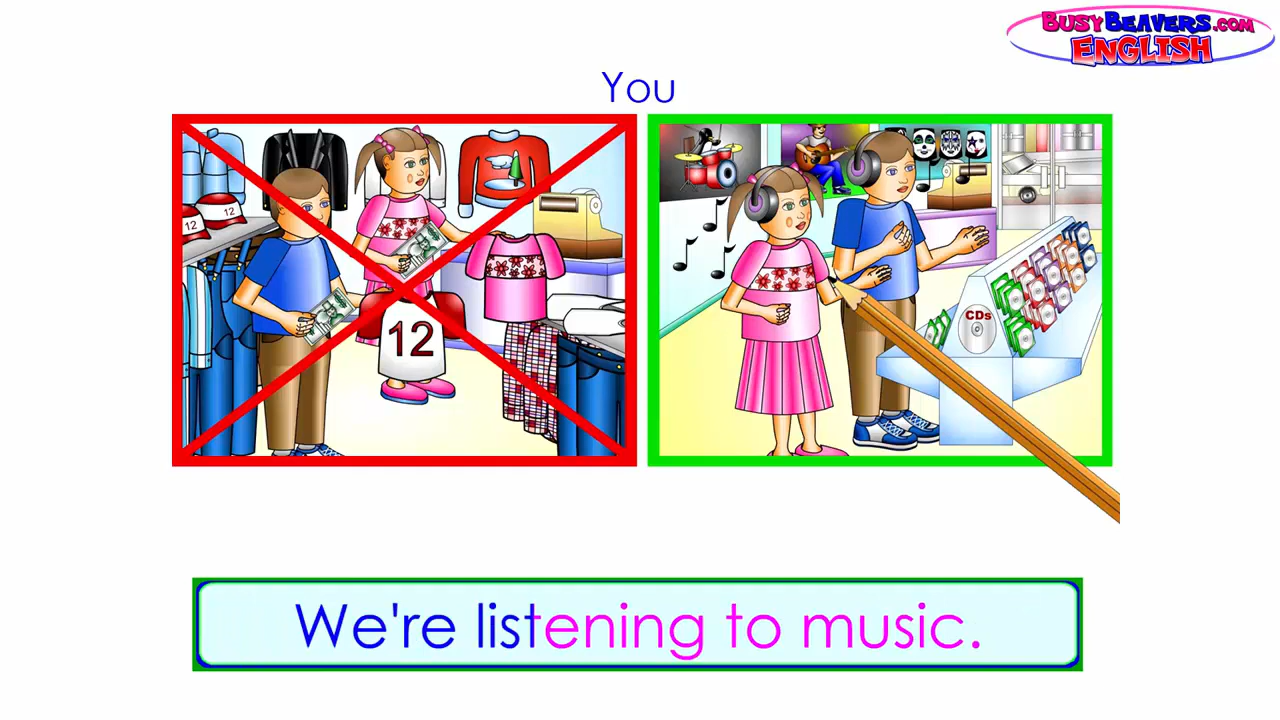 BUSYBEAVERS.COM
ENGLISH
You
12
12
12
CDs
We're listening to music.